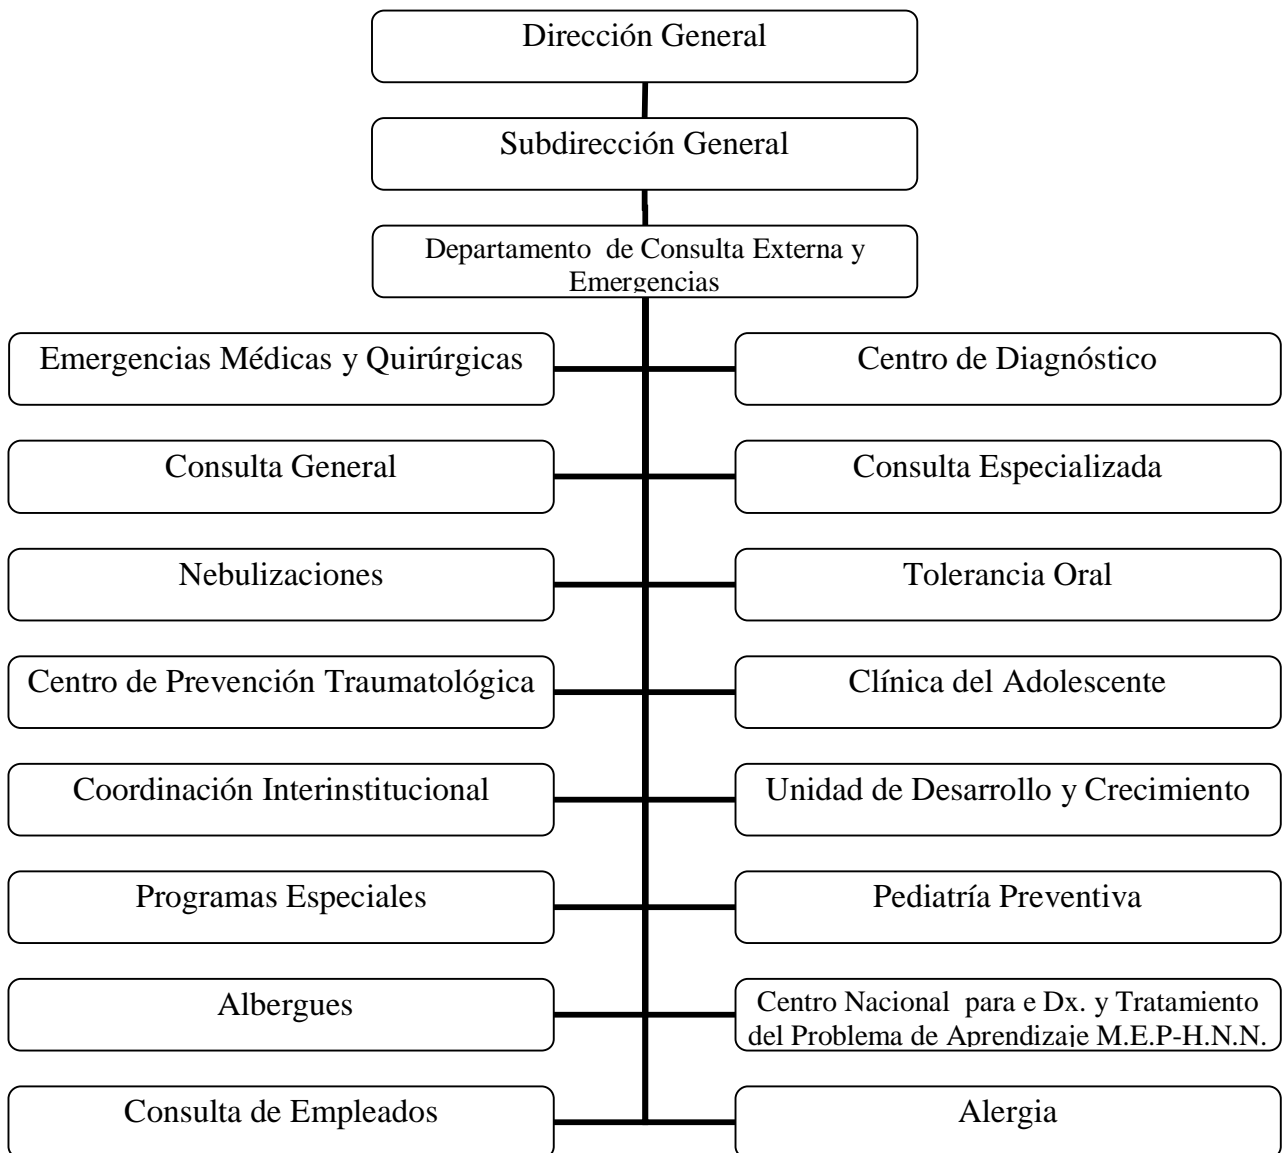 Dirección General
Subdirección General
Departamento de Consulta Externa y
Emergencias
Emergencias Médicas y Quirúrgicas
Centro de Diagnóstico
Consulta General
Consulta Especializada
Nebulizaciones
Tolerancia Oral
Centro de Prevención Traumatológica
Clínica del Adolescente
Coordinación Interinstitucional
Unidad de Desarrollo y Crecimiento
Programas Especiales
Pediatría Preventiva
Albergues
Centro Nacional para e Dx. y Tratamiento
del Problema de Aprendizaje M.E.P-H.N.N.
Consulta de Empleados
Alergia